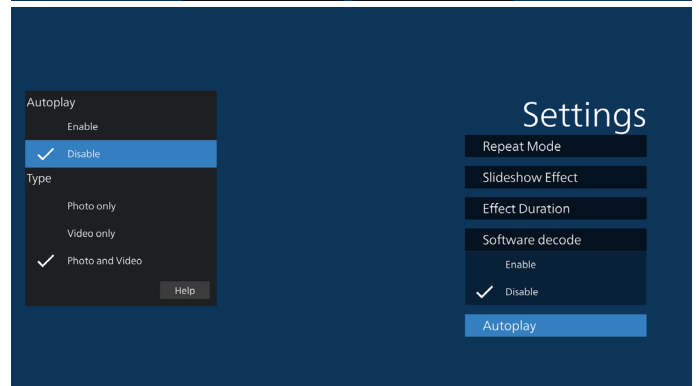 Autoplay
Enable
Disable
Type
Photo only
Video only
Photo and Video
Help
Settings
Repeat Mode
Slideshow Effect
Effect Duration
Software decode
Enable
Disable
Autoplay